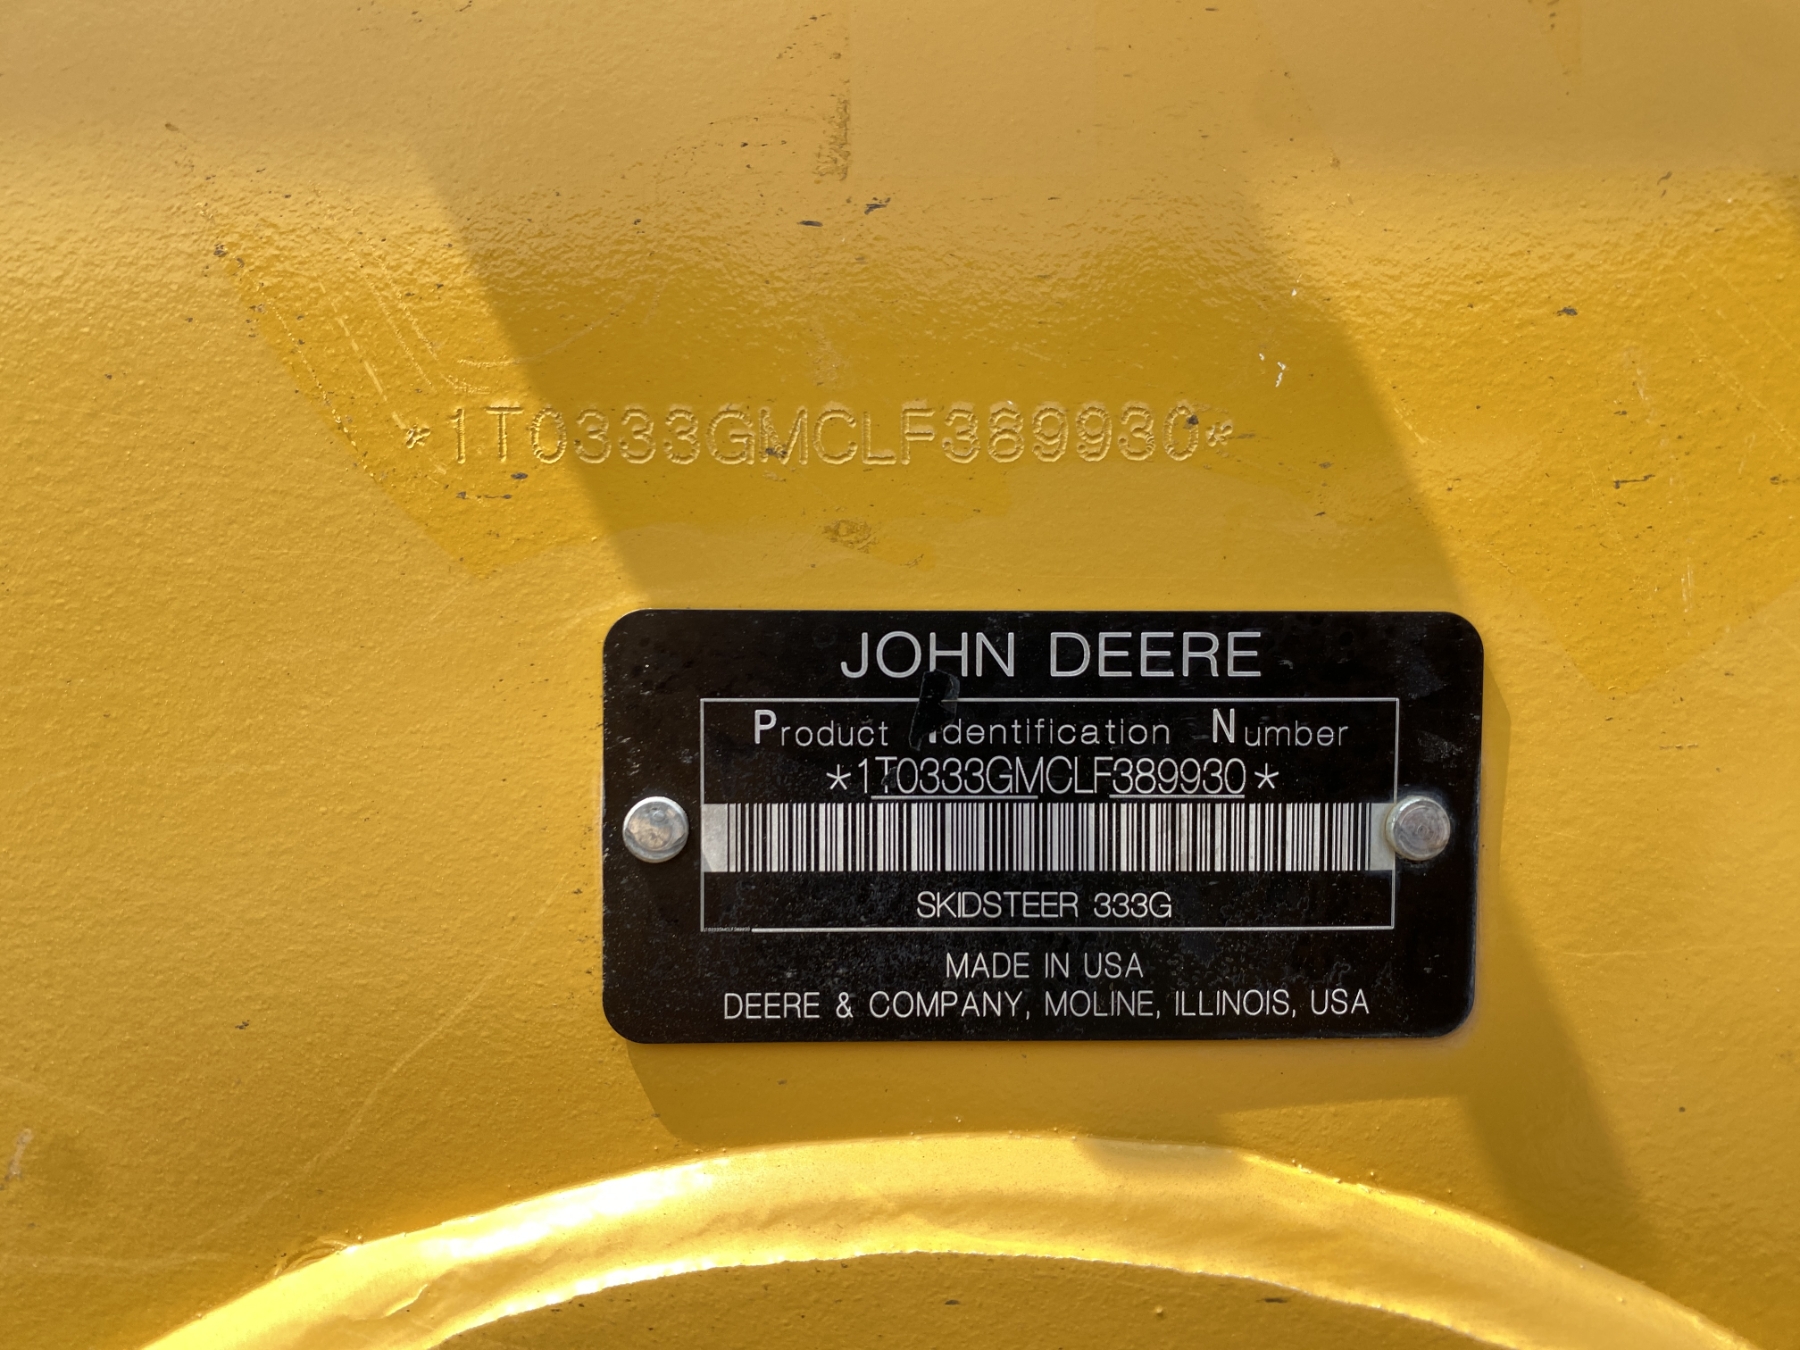 *1T0333GMCLF389930*
JOHN DEERE
Product Identification Number
*1T0333GMCLF389930*
SKIDSTEER 333G
MADE IN USA
DEERE & COMPANY, MOLINE, ILLINOIS, USA